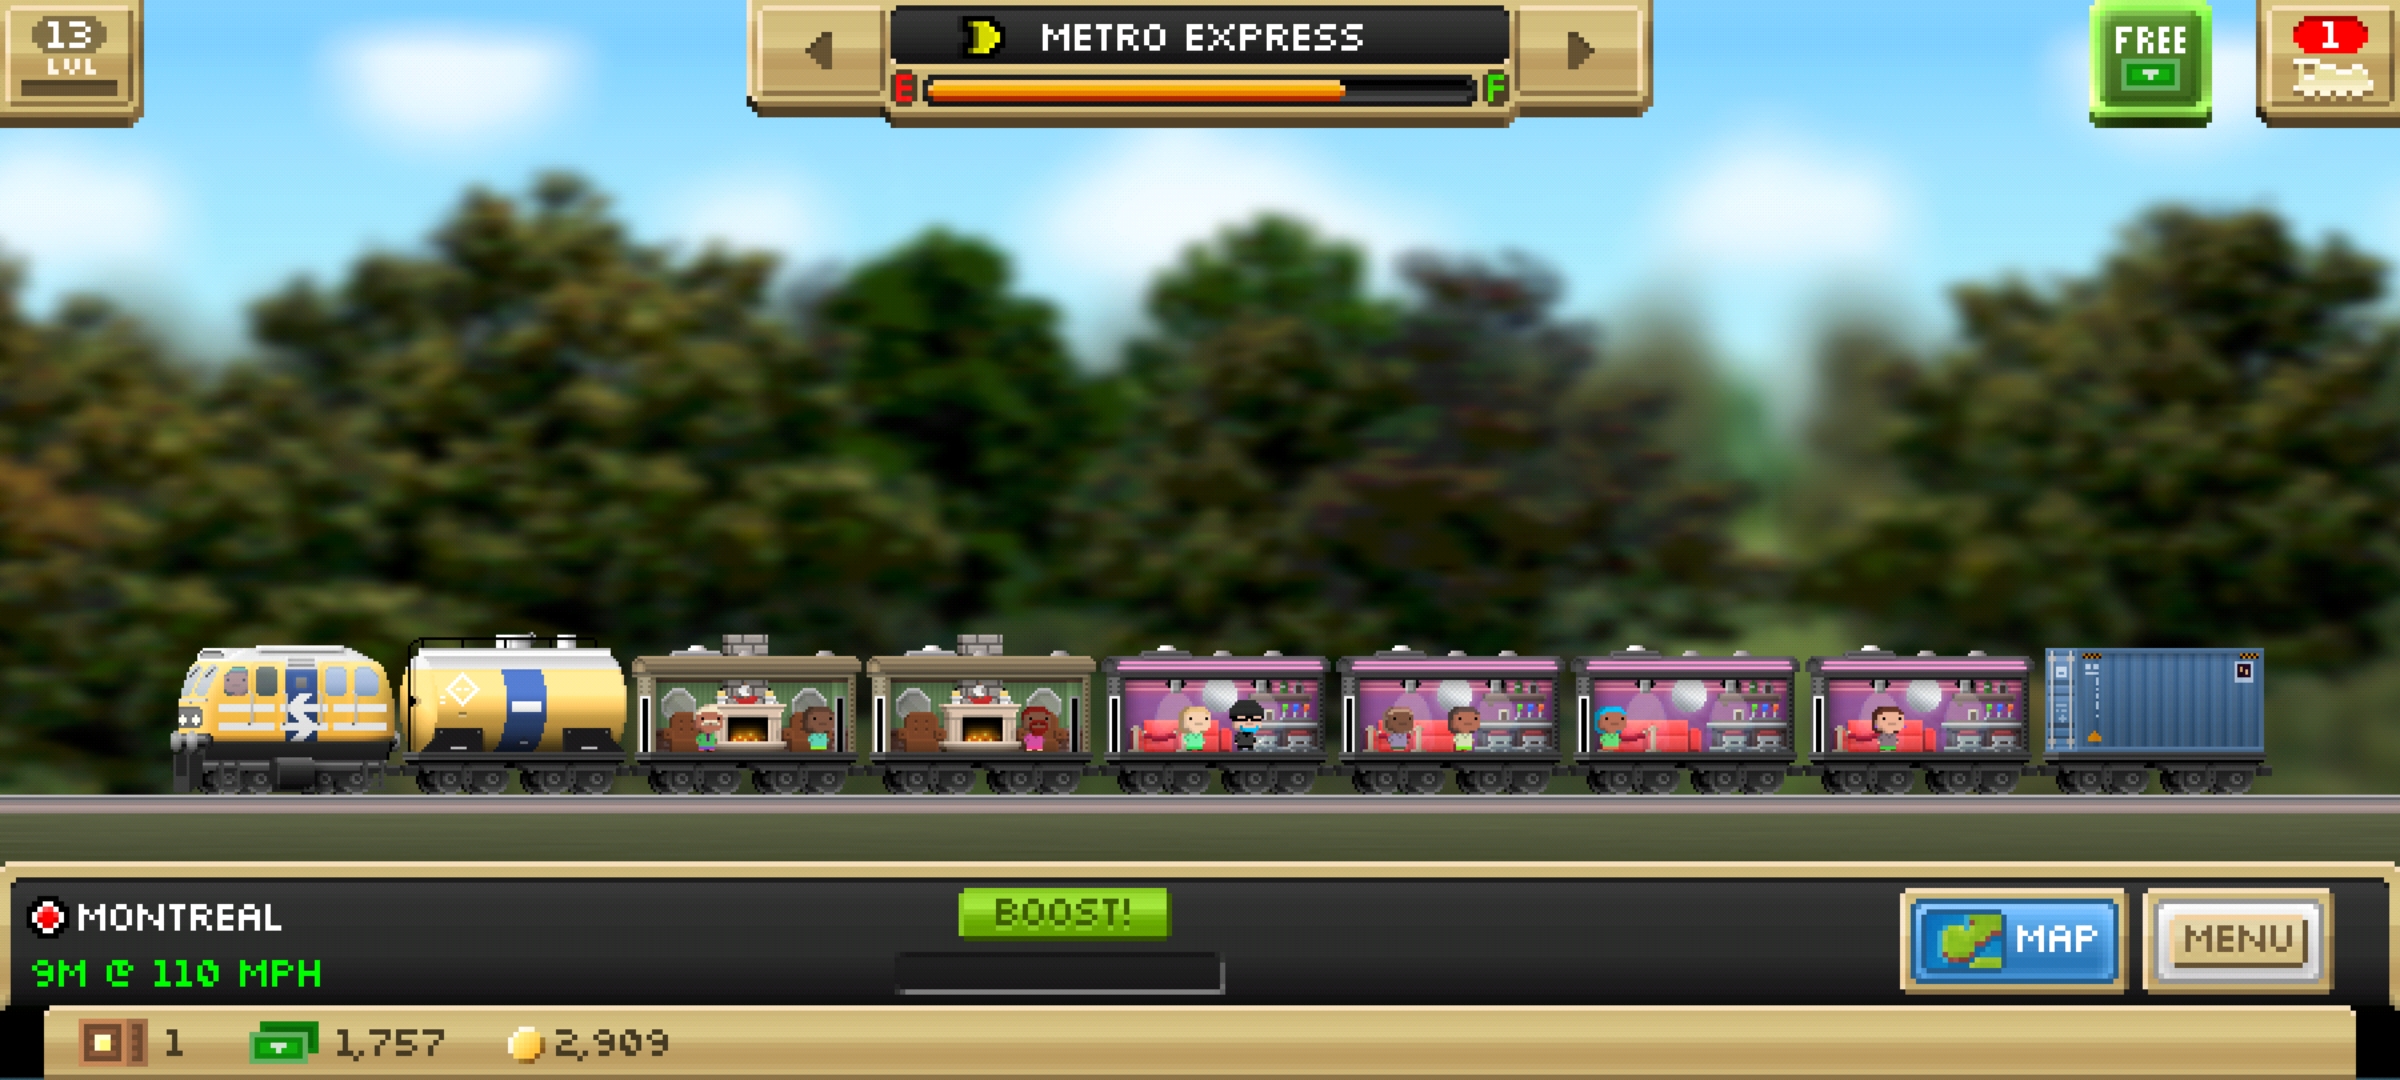 13
LVL
METRO EXPRESS
E F
FREE
1
MONTREAL
9M @ 110 MPH
BOOST!
MAP
MENU
1
1,757
2,909